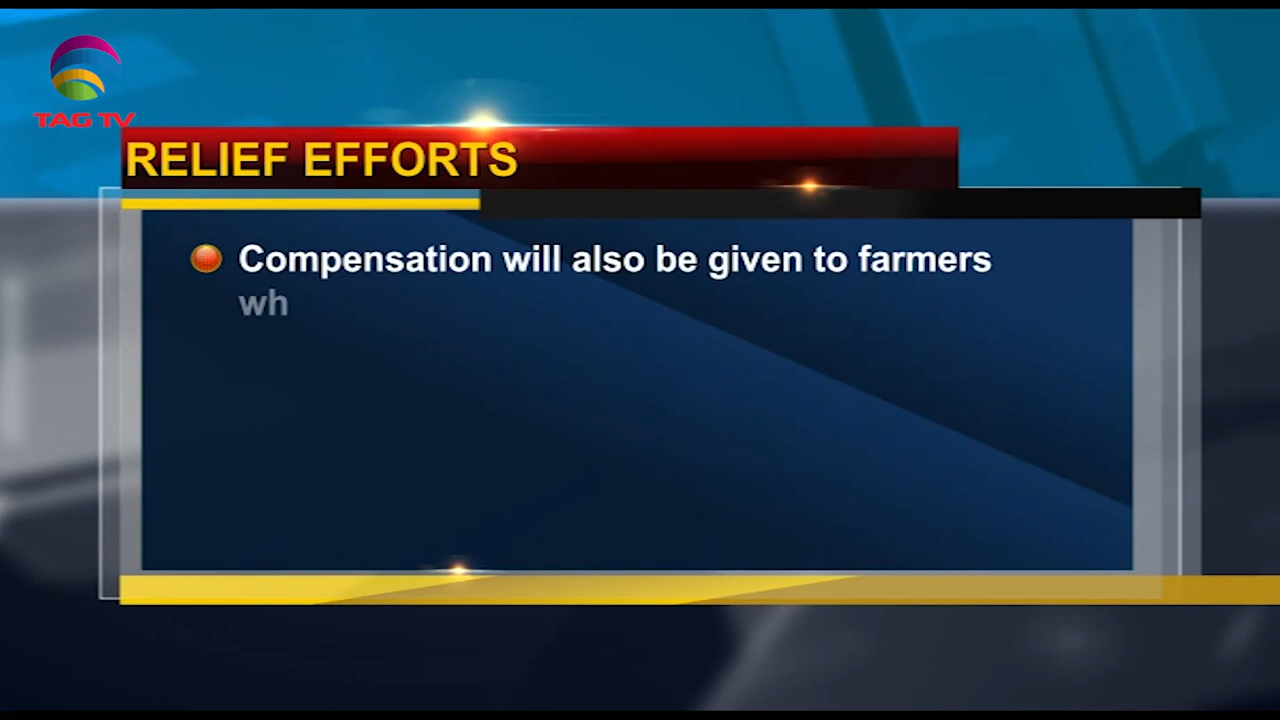 TAG TV
RELIEF EFFORTS
Compensation will also be given to farmers
wh